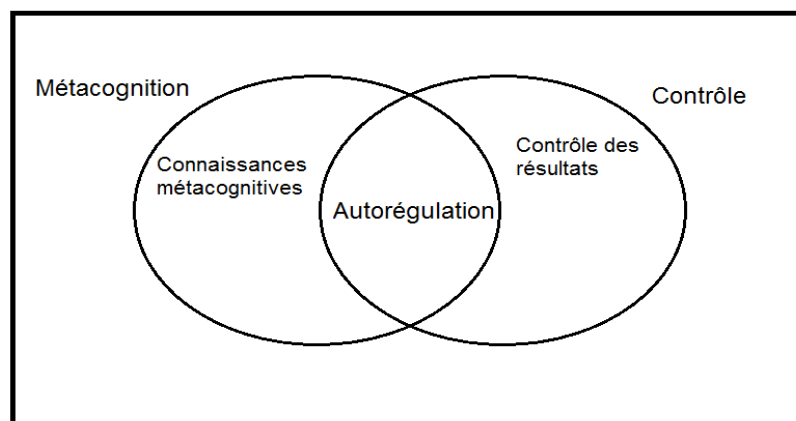 Métacognition
Contrôle
Connaissances
métacognitives
Contrôle des
résultats
Autorégulation